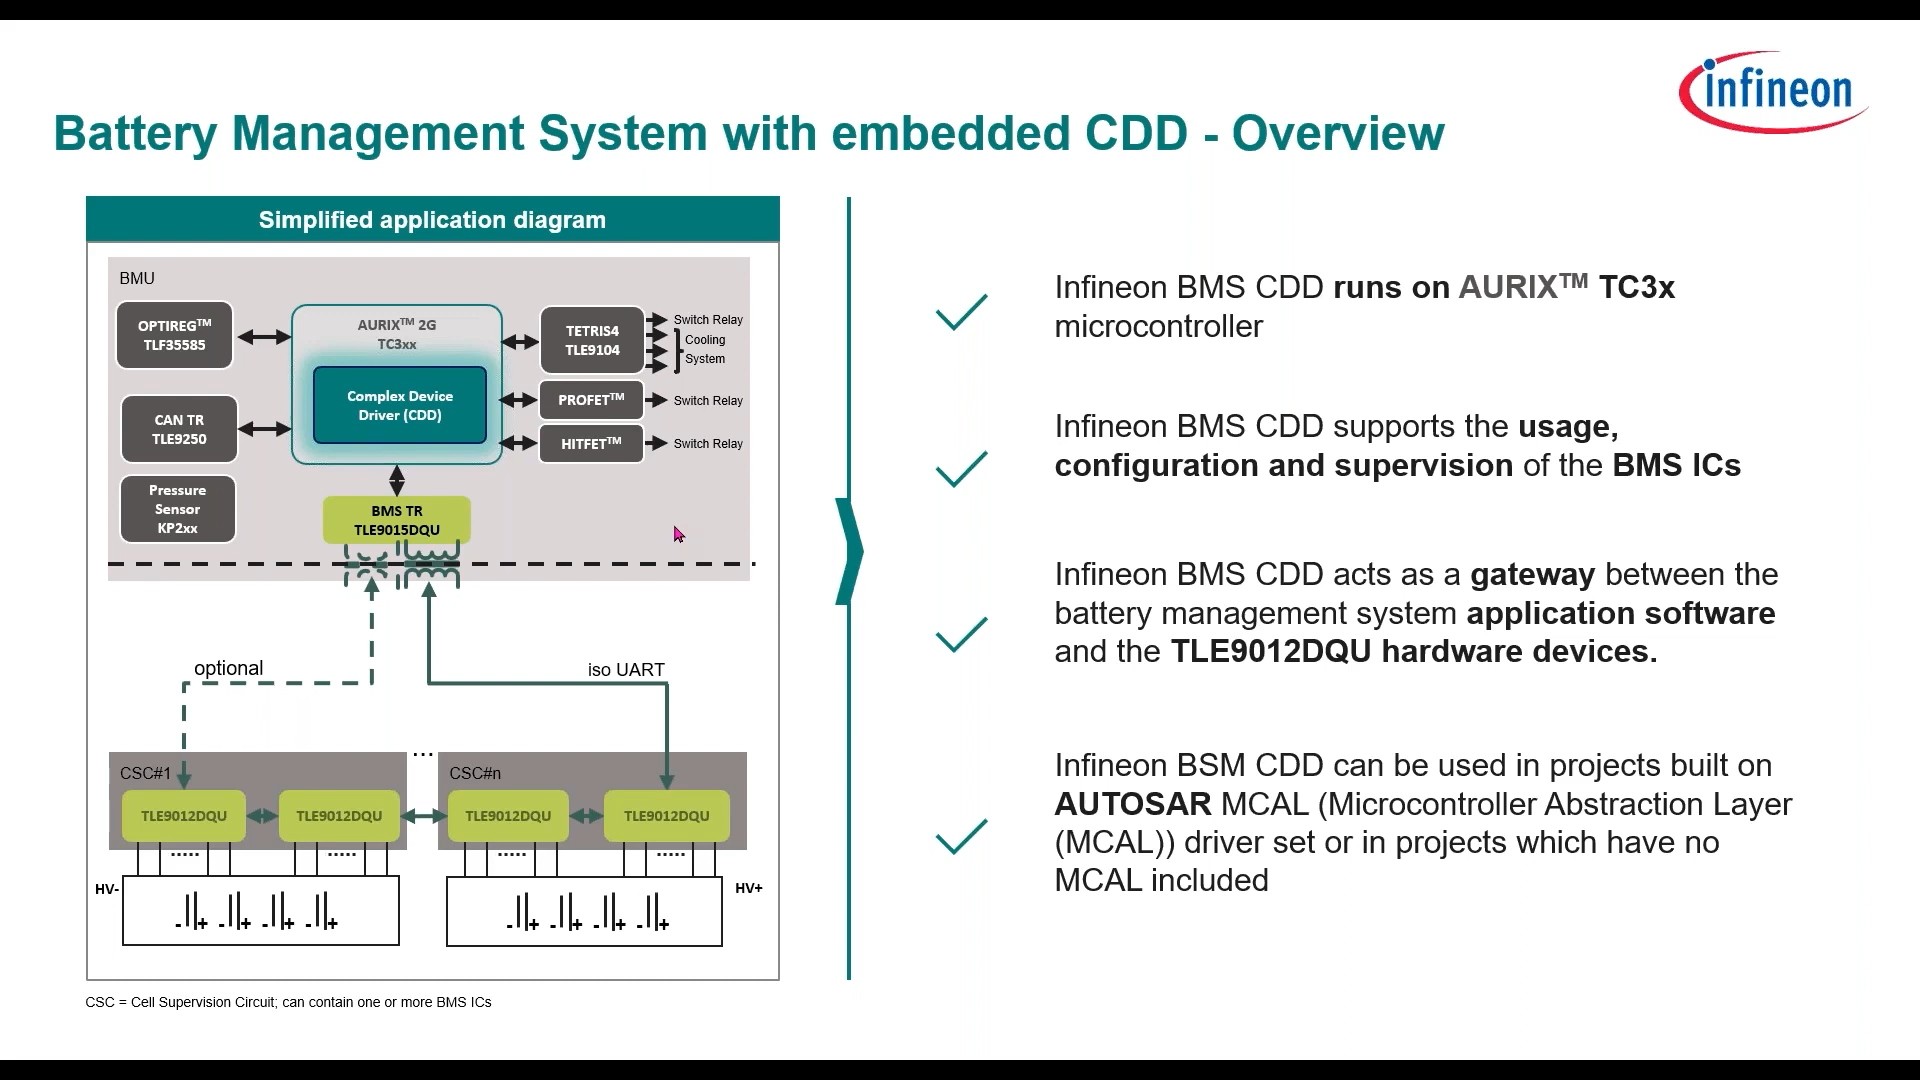 infineon
Battery Management System with embedded CDD - Overview
Simplified application diagram
BMU
OPTIREG™
TLF35585
AURIX™ 2G
TC3xx
Complex Device
Driver (CDD)
TETRIS4
TLE9104
Switch Relay
Cooling
System
CAN TR
TLE9250
PROFET™
Switch Relay
HITFET™
Switch Relay
Pressure
Sensor
KP2xx
BMS TR
TLE9015DQU
optional
iso UART
CSC#1
...
CSC#n
TLE9012DQU
TLE9012DQU
TLE9012DQU
TLE9012DQU
.....
.....
.....
.....
HV-
HV+
- + - + - + - +
- + - + - + - +
CSC = Cell Supervision Circuit; can contain one or more BMS ICs
Infineon BMS CDD runs on AURIX™ TC3x
microcontroller
Infineon BMS CDD supports the usage,
configuration and supervision of the BMS ICs
Infineon BMS CDD acts as a gateway between the
battery management system application software
and the TLE9012DQU hardware devices.
Infineon BSM CDD can be used in projects built on
AUTOSAR MCAL (Microcontroller Abstraction Layer
(MCAL)) driver set or in projects which have no
MCAL included